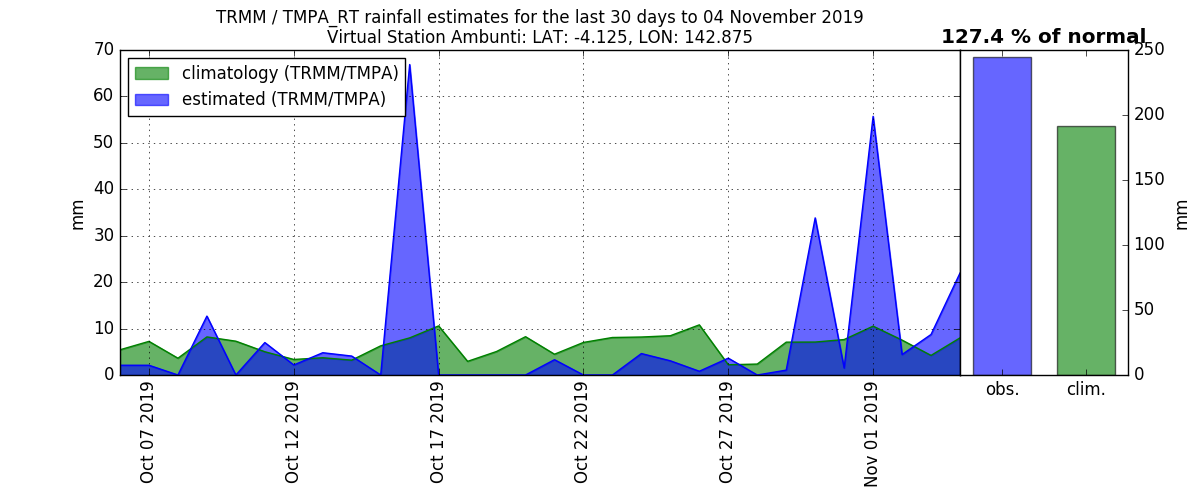 TRMM / TMPA_RT rainfall estimates for the last 30 days to 04 November 2019
Virtual Station Ambunti: LAT: -4.125, LON: 142.875
127.4 % of normal
climatology (TRMM/TMPA)
estimated (TRMM/TMPA)
70
60
50
40
30
20
10
0
mm
Oct 07 2019
Oct 12 2019
Oct 17 2019
Oct 22 2019
Oct 27 2019
Nov 01 2019
obs.
clim.
250
200
150
100
50
0
mm